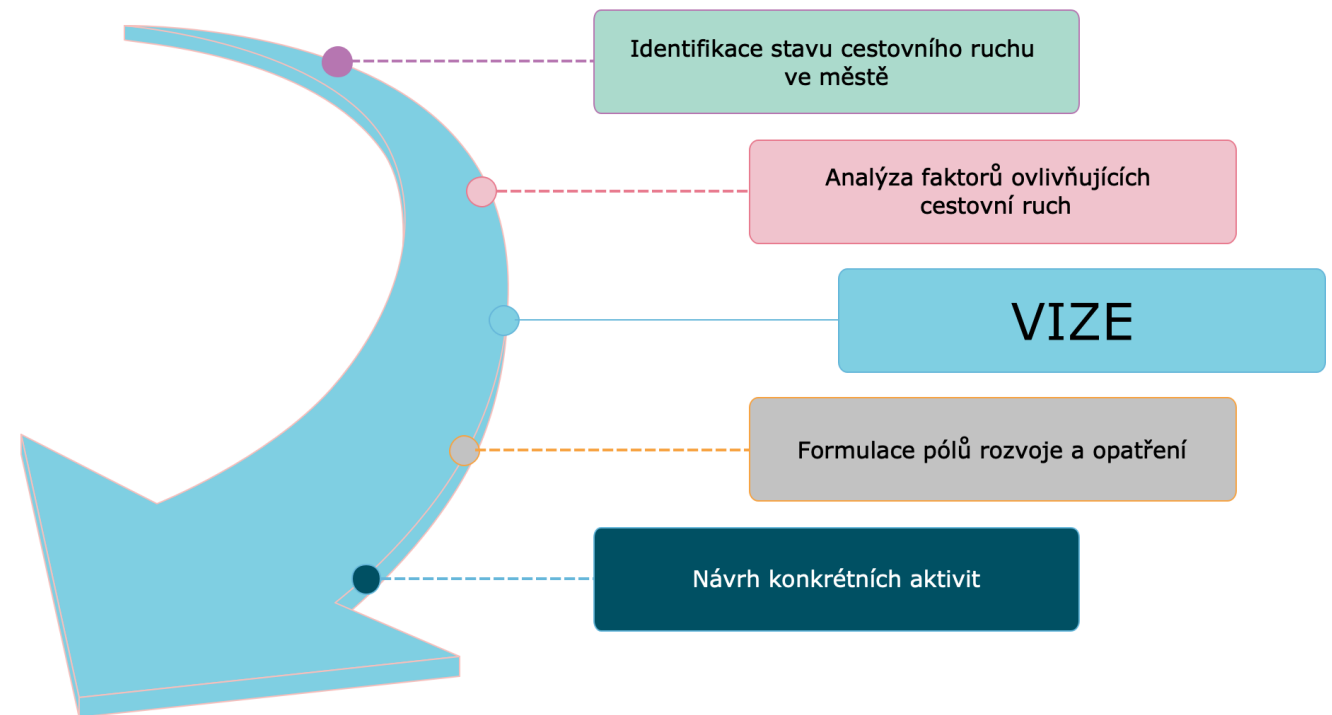 Identifikace stavu cestovního ruchu
ve městě
Analýza faktorů ovlivňujících
cestovní ruch
VIZE
Formulace pólů rozvoje a opatření
Návrh konkrétních aktivit